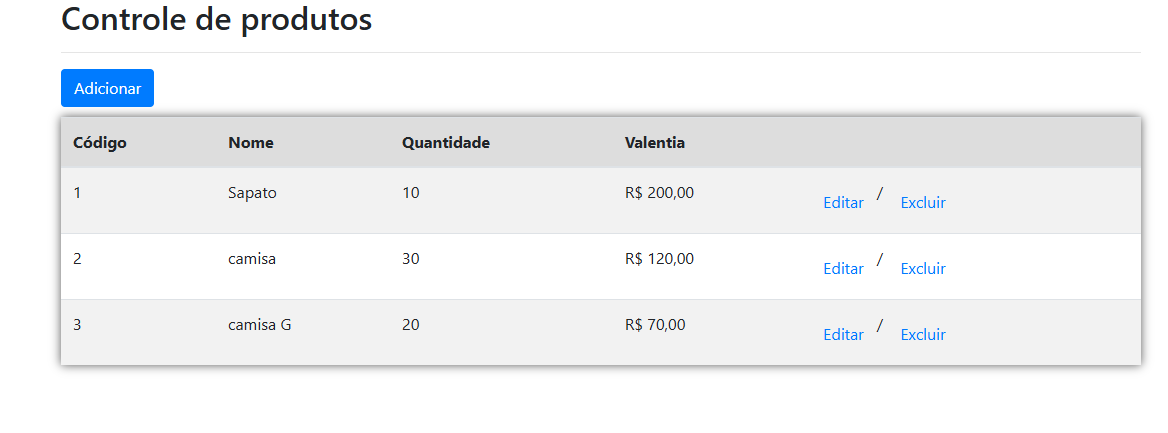 Controle de produtos
Adicionar
Código Nome Quantidade Valentia
1 Sapato 10 R$ 200,00 Editar / Excluir
2 camisa 30 R$ 120,00 Editar / Excluir
3 camisa G 20 R$ 70,00 Editar / Excluir